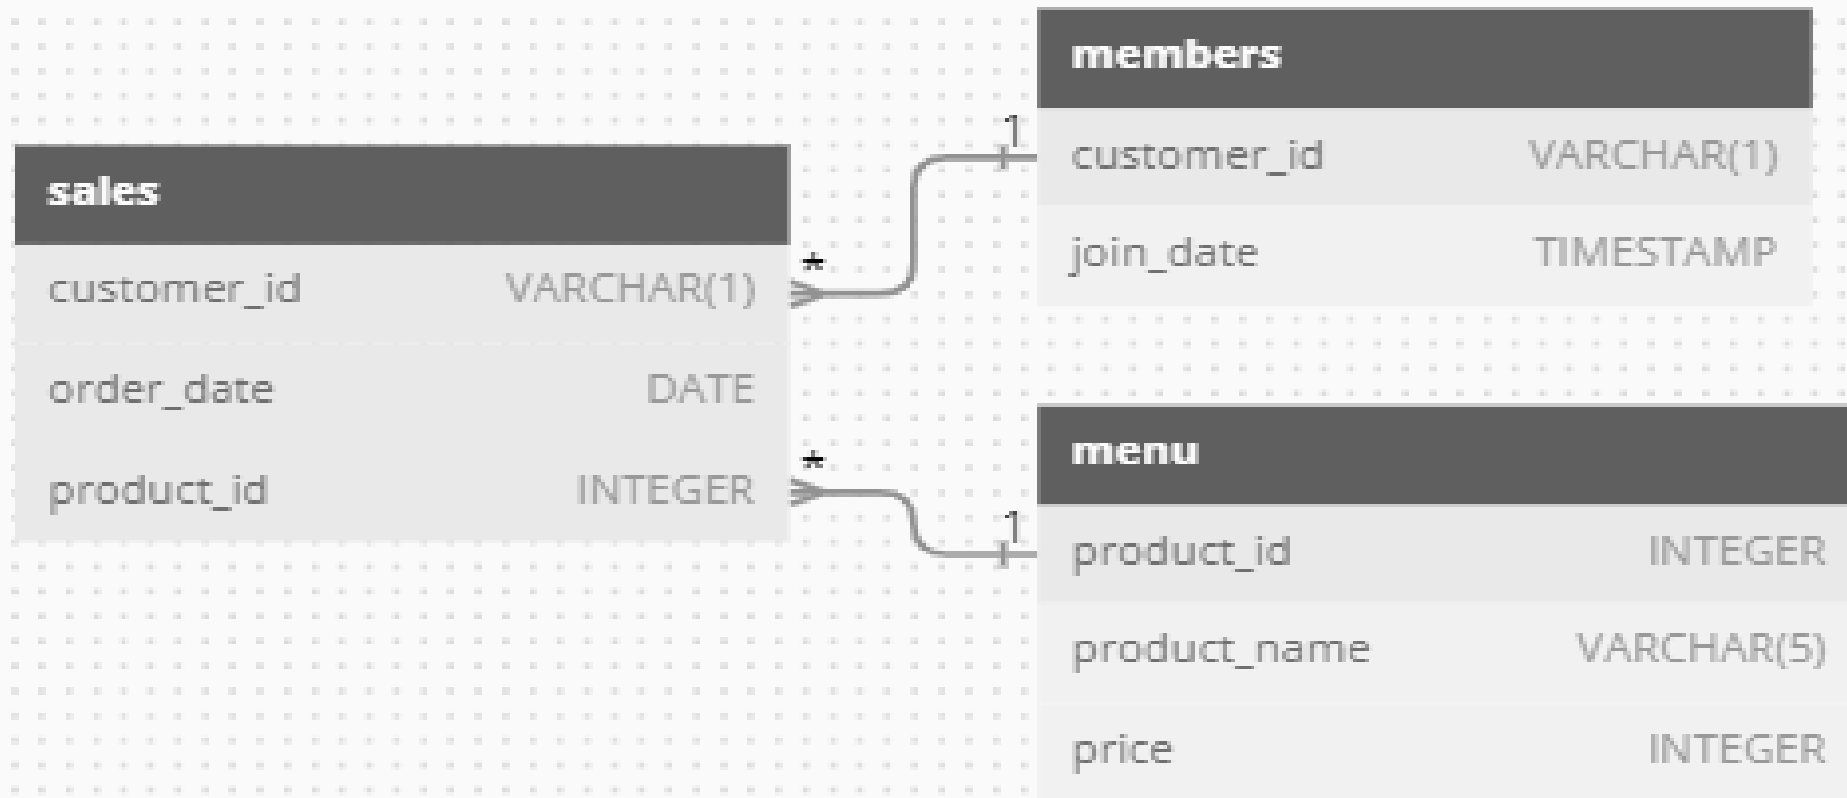 sales
customer_id VARCHAR(1)
order_date DATE
product_id INTEGER
*
*
1
1
members
customer_id VARCHAR(1)
join_date TIMESTAMP
menu
product_id INTEGER
product_name VARCHAR(5)
price INTEGER